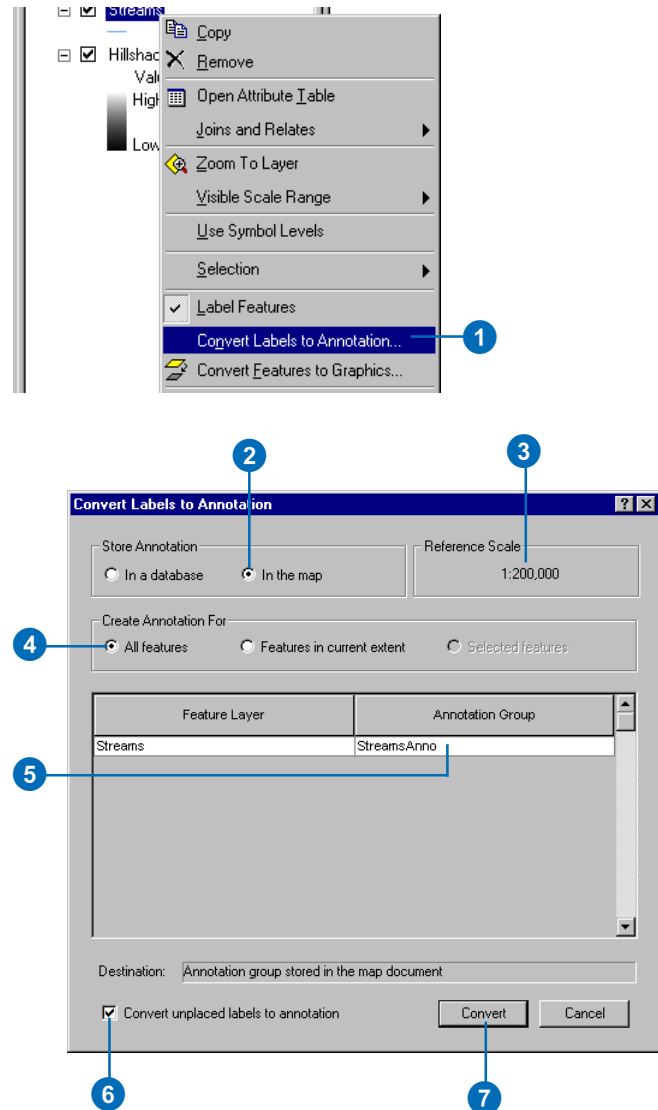 Streams
Copy
Hillshad
Remove
Valu
High
Open Attribute Table
Joins and Relates
Low
Zoom To Layer
Visible Scale Range
Use Symbol Levels
Selection
Label Features
Convert Labels to Annotation...
1
Convert Features to Graphics...
2
3
Convert Labels to Annotation
Store Annotation
Reference Scale
In a database
In the map
1:200,000
Create Annotation For
4
All features
Features in current extent
Selected features
Feature Layer
Annotation Group
Streams
StreamsAnno
5
Destination:
Annotation group stored in the map document
Convert unplaced labels to annotation
Convert
Cancel
6
7